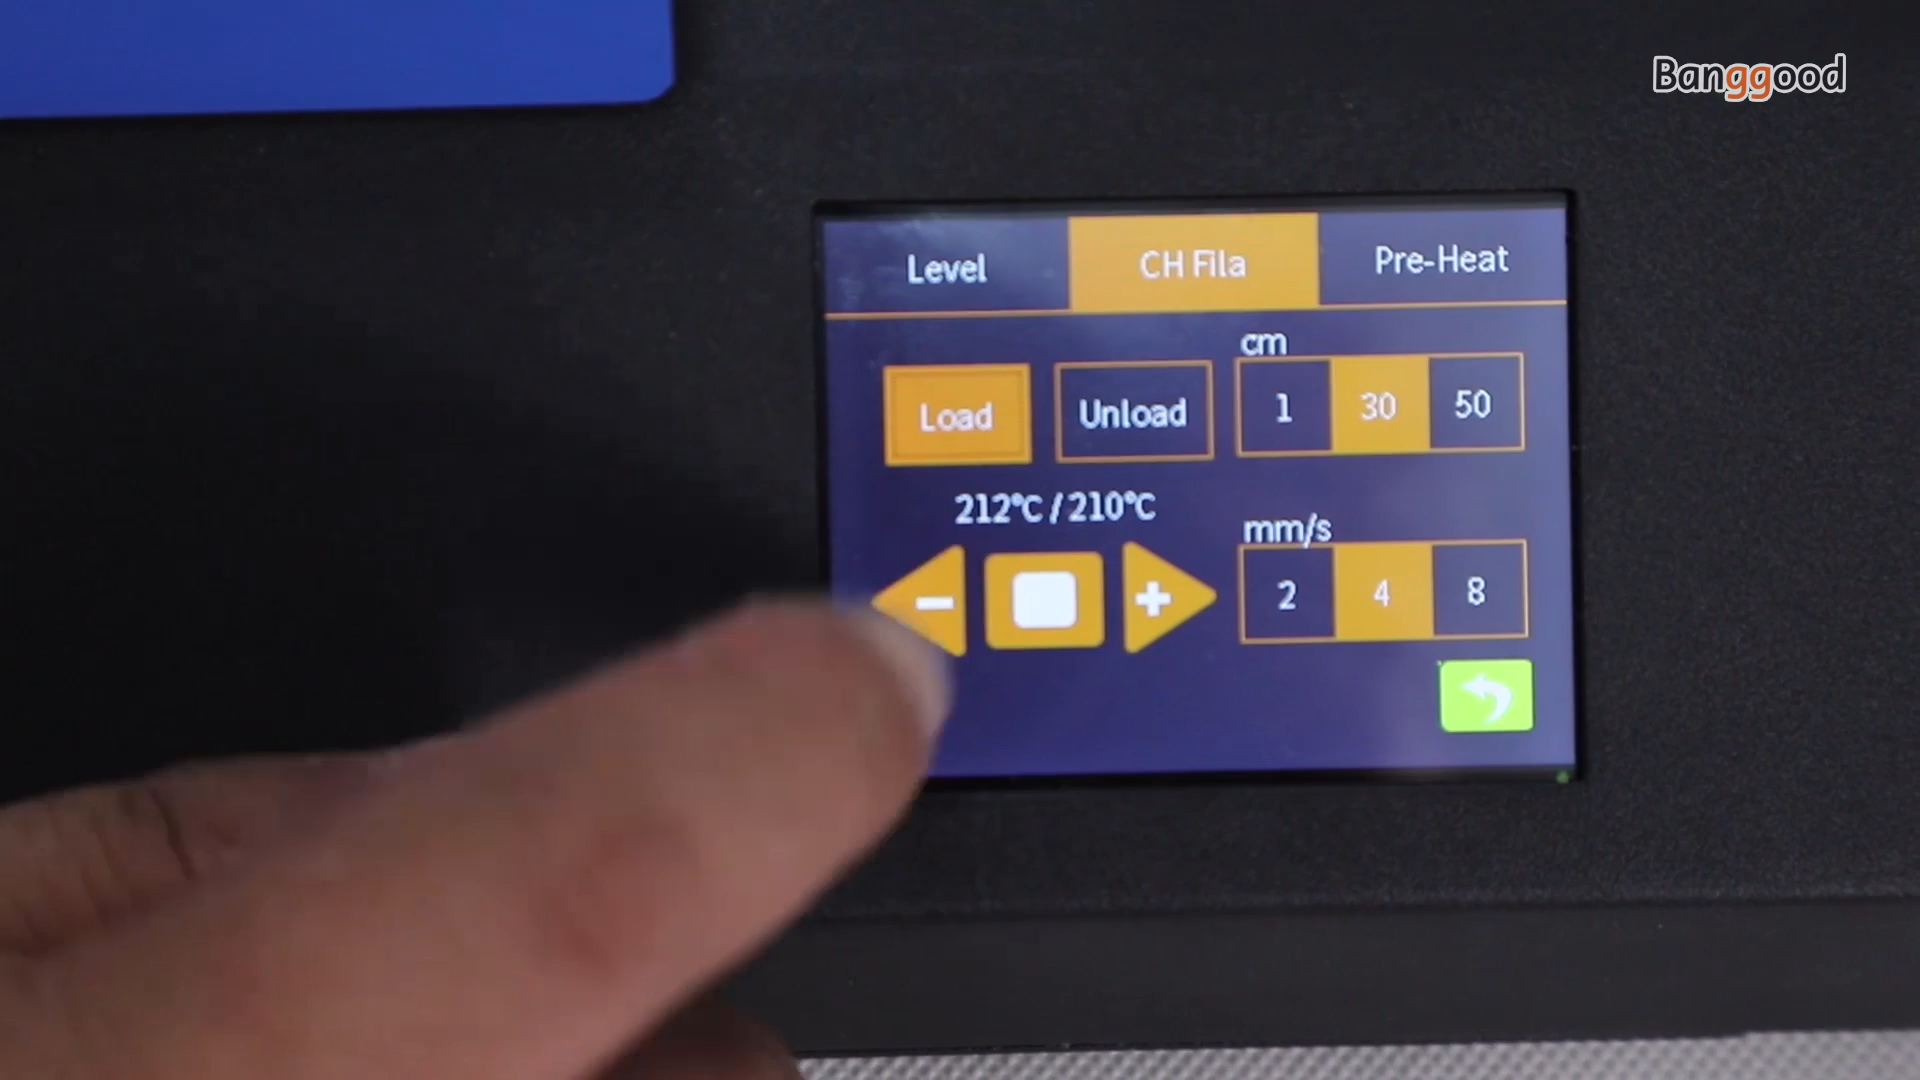 Banggood
Level CH Fila Pre-Heat
cm
Load Unload 1 30 50
212℃ / 210℃
mm/s
- + 2 4 8